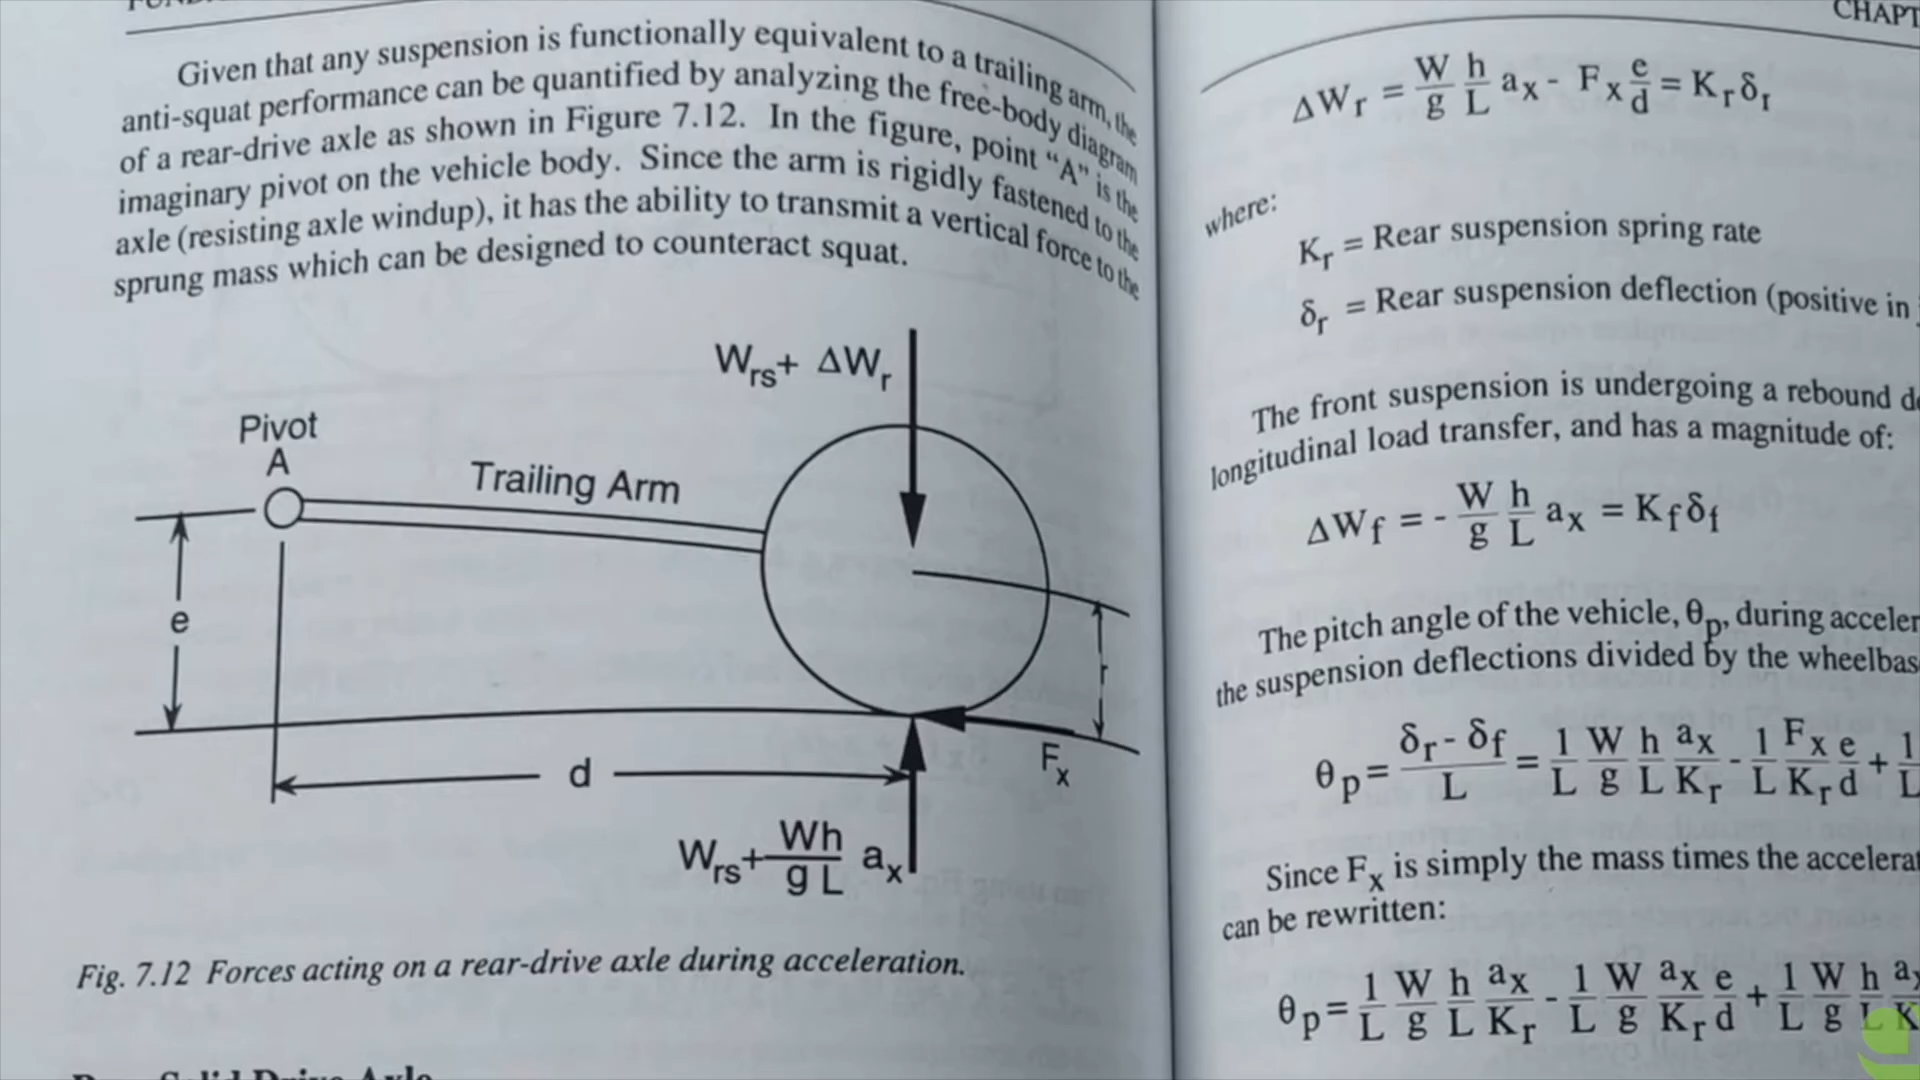 Given that any suspension is functionally equivalent to a trailing arm, the
anti-squat performance can be quantified by analyzing the free-body diagram
of a rear-drive axle as shown in Figure 7.12. In the figure, point “A” is the
imaginary pivot on the vehicle body. Since the arm is rigidly fastened to the
axle (resisting axle windup), it has the ability to transmit a vertical force to the
sprung mass which can be designed to counteract squat.
Wrs+ ΔWr
Pivot
A
Trailing Arm
e
r
d
Fx
Wrs+ Wh/g L ax
Fig. 7.12 Forces acting on a rear-drive axle during acceleration.
CHAPT
ΔWr = W/g h/L ax - Fx e/d = Krδr
where:
Kr = Rear suspension spring rate
δr = Rear suspension deflection (positive in
The front suspension is undergoing a rebound
longitudinal load transfer, and has a magnitude of:
ΔWf = - W/g h/L ax = Kfδf
The pitch angle of the vehicle, θp, during acceler
the suspension deflections divided by the wheelbas
θp = δr - δf/L = 1/L W/g h/L ax/Kr - 1/L Fx/Kr e/d + 1/L
Since Fx is simply the mass times the accelerat
can be rewritten:
θp = 1/L W/g h/L ax/Kr - 1/L W/g ax/Kr e/d + 1/L W/g h/L ax/K